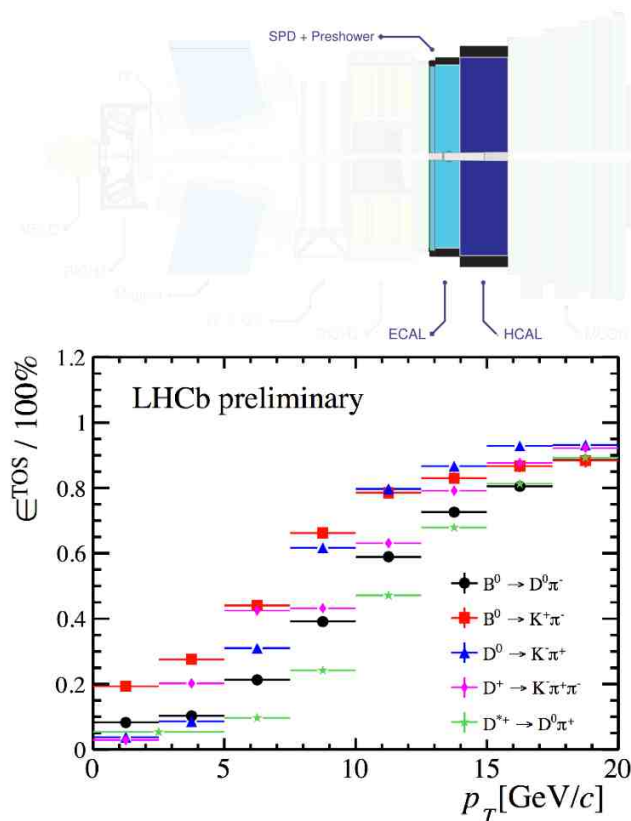 SPD + Preshower
ECAL
HCAL
LHCb preliminary
∈^TOS / 100%
1.2
1
0.8
0.6
0.4
0.2
0
B⁰ → D⁰π⁻
B⁰ → K⁺π⁻
D⁰ → K⁻π⁺
D⁺ → K⁻π⁺π⁻
D*⁺ → D⁰π⁺
0 5 10 15 20
p_T [GeV/c]